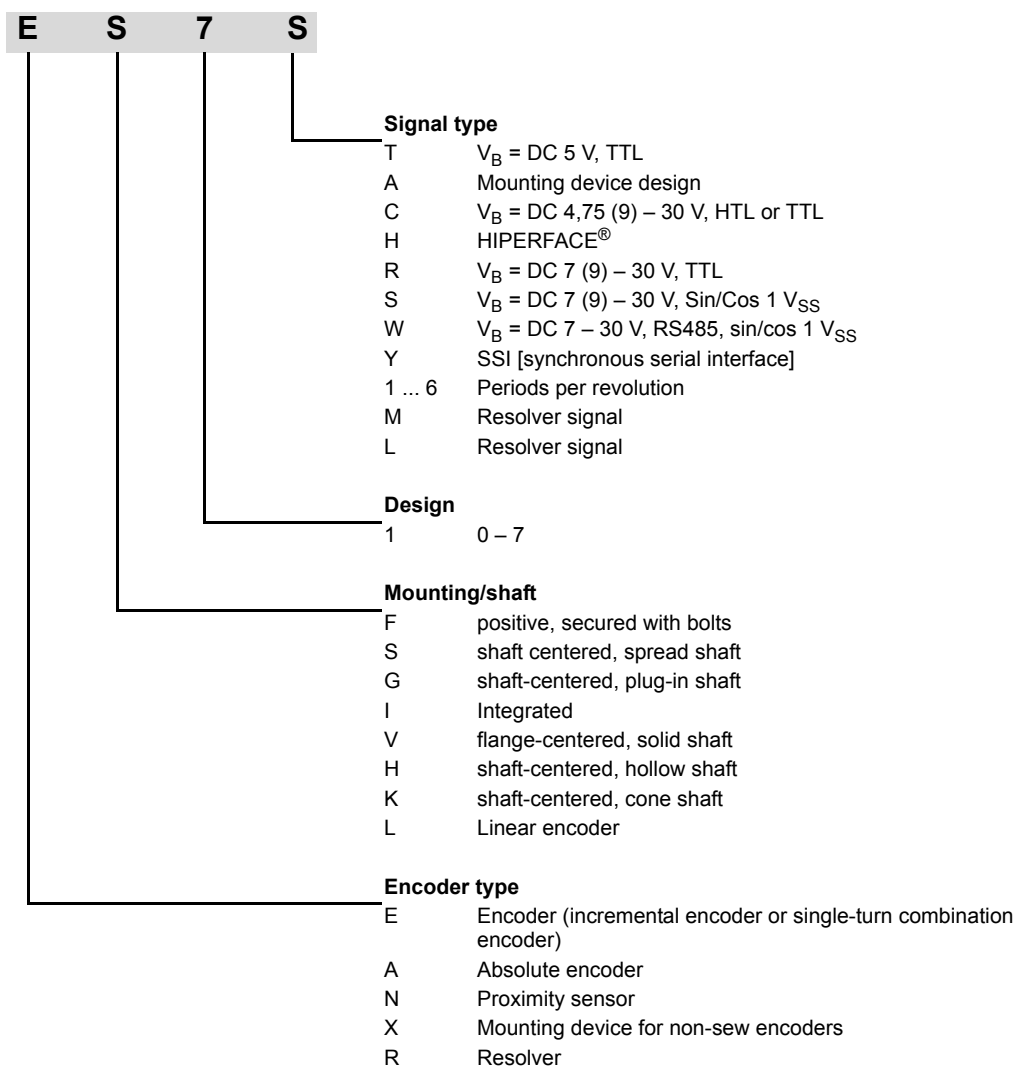 E S 7 S
Signal type
T V_B = DC 5 V, TTL
A Mounting device design
C V_B = DC 4,75 (9) – 30 V, HTL or TTL
H HIPERFACE®
R V_B = DC 7 (9) – 30 V, TTL
S V_B = DC 7 (9) – 30 V, Sin/Cos 1 V_SS
W V_B = DC 7 – 30 V, RS485, sin/cos 1 V_SS
Y SSI [synchronous serial interface]
1 ... 6 Periods per revolution
M Resolver signal
L Resolver signal
Design
1 0 – 7
Mounting/shaft
F positive, secured with bolts
S shaft centered, spread shaft
G shaft-centered, plug-in shaft
I Integrated
V flange-centered, solid shaft
H shaft-centered, hollow shaft
K shaft-centered, cone shaft
L Linear encoder
Encoder type
E Encoder (incremental encoder or single-turn combination
encoder)
A Absolute encoder
N Proximity sensor
X Mounting device for non-sew encoders
R Resolver